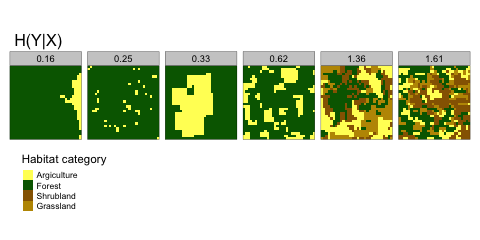 H(Y|X)
0.16 0.25 0.33 0.62 1.36 1.61
Habitat category
Argiculture
Forest
Shrubland
Grassland